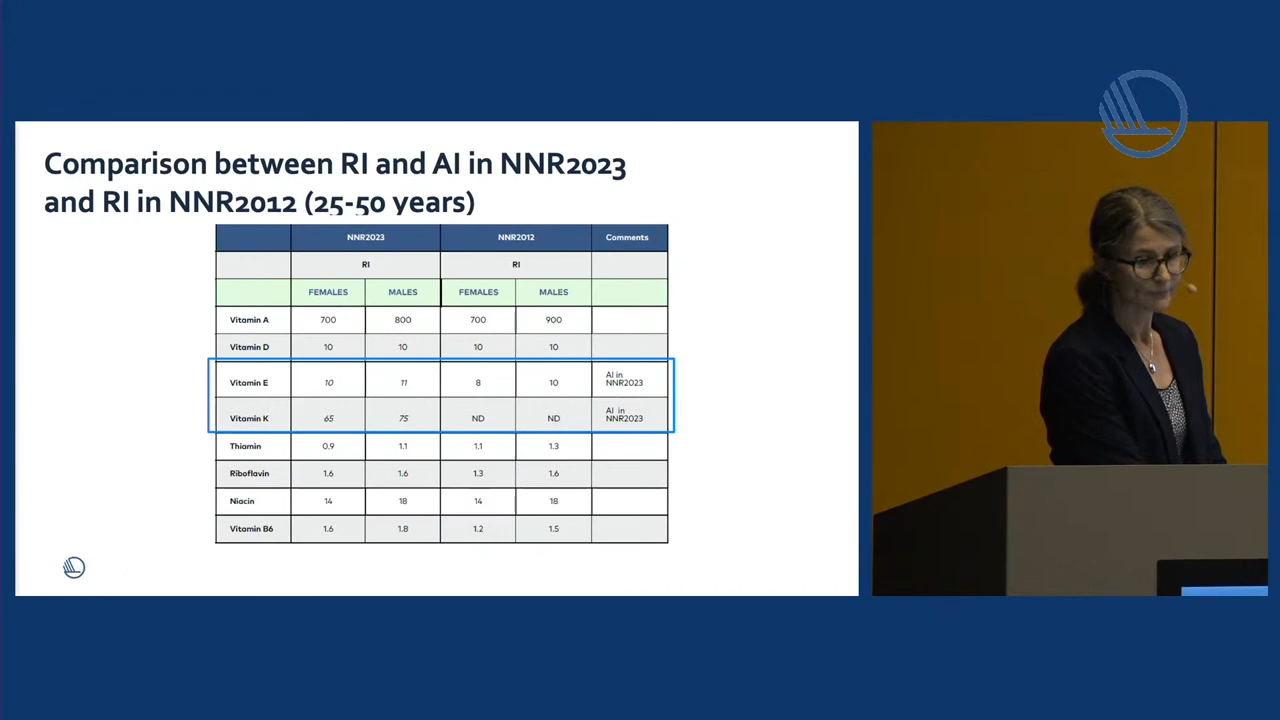 Comparison between RI and AI in NNR2023
and RI in NNR2012 (25-50 years)
NNR2023 NNR2012 Comments
RI RI
FEMALES MALES FEMALES MALES
Vitamin A 700 800 700 900
Vitamin D 10 10 10 10
Vitamin E 10 11 8 10 AI in
NNR2023
Vitamin K 65 75 ND ND AI in
NNR2023
Thiamin 0.9 1.1 1.1 1.3
Riboflavin 1.6 1.6 1.3 1.6
Niacin 14 18 14 18
Vitamin B6 1.6 1.8 1.2 1.5